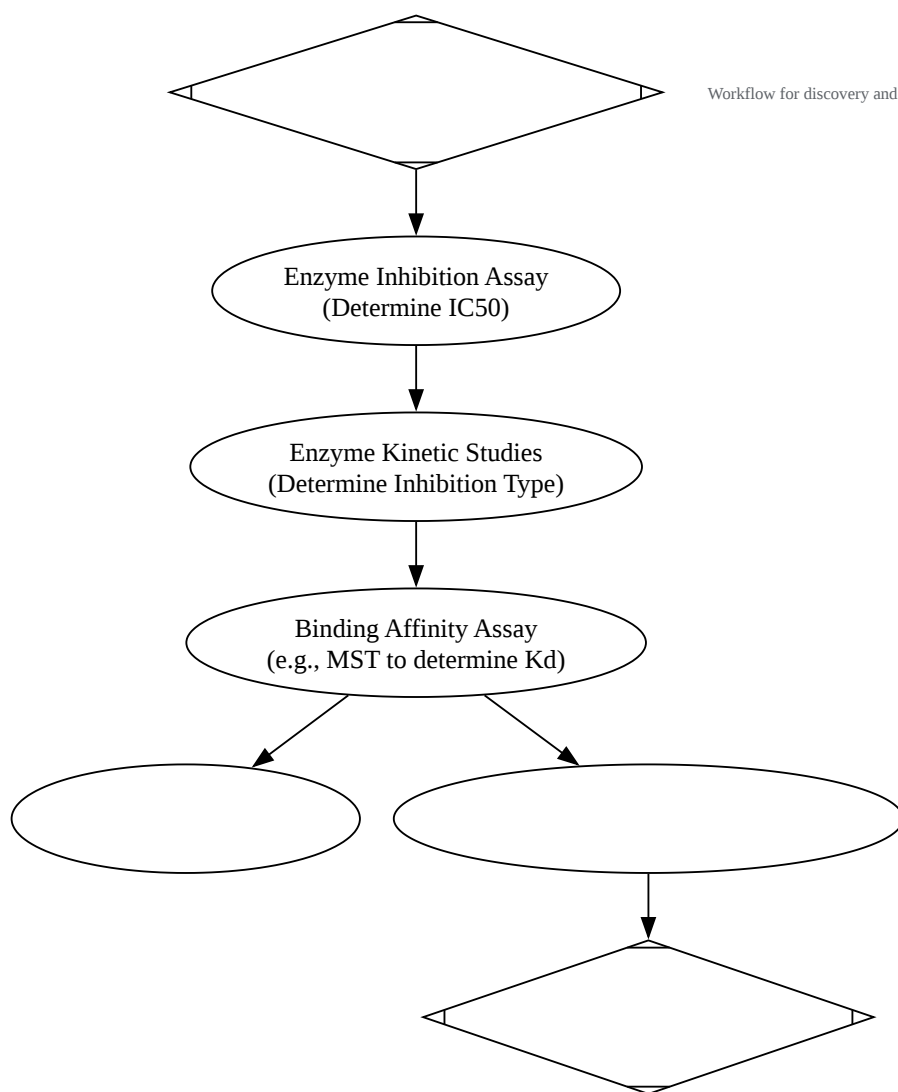 Workflow for discovery and
Enzyme Inhibition Assay
(Determine IC50)
Enzyme Kinetic Studies
(Determine Inhibition Type)
Binding Affinity Assay
(e.g., MST to determine Kd)